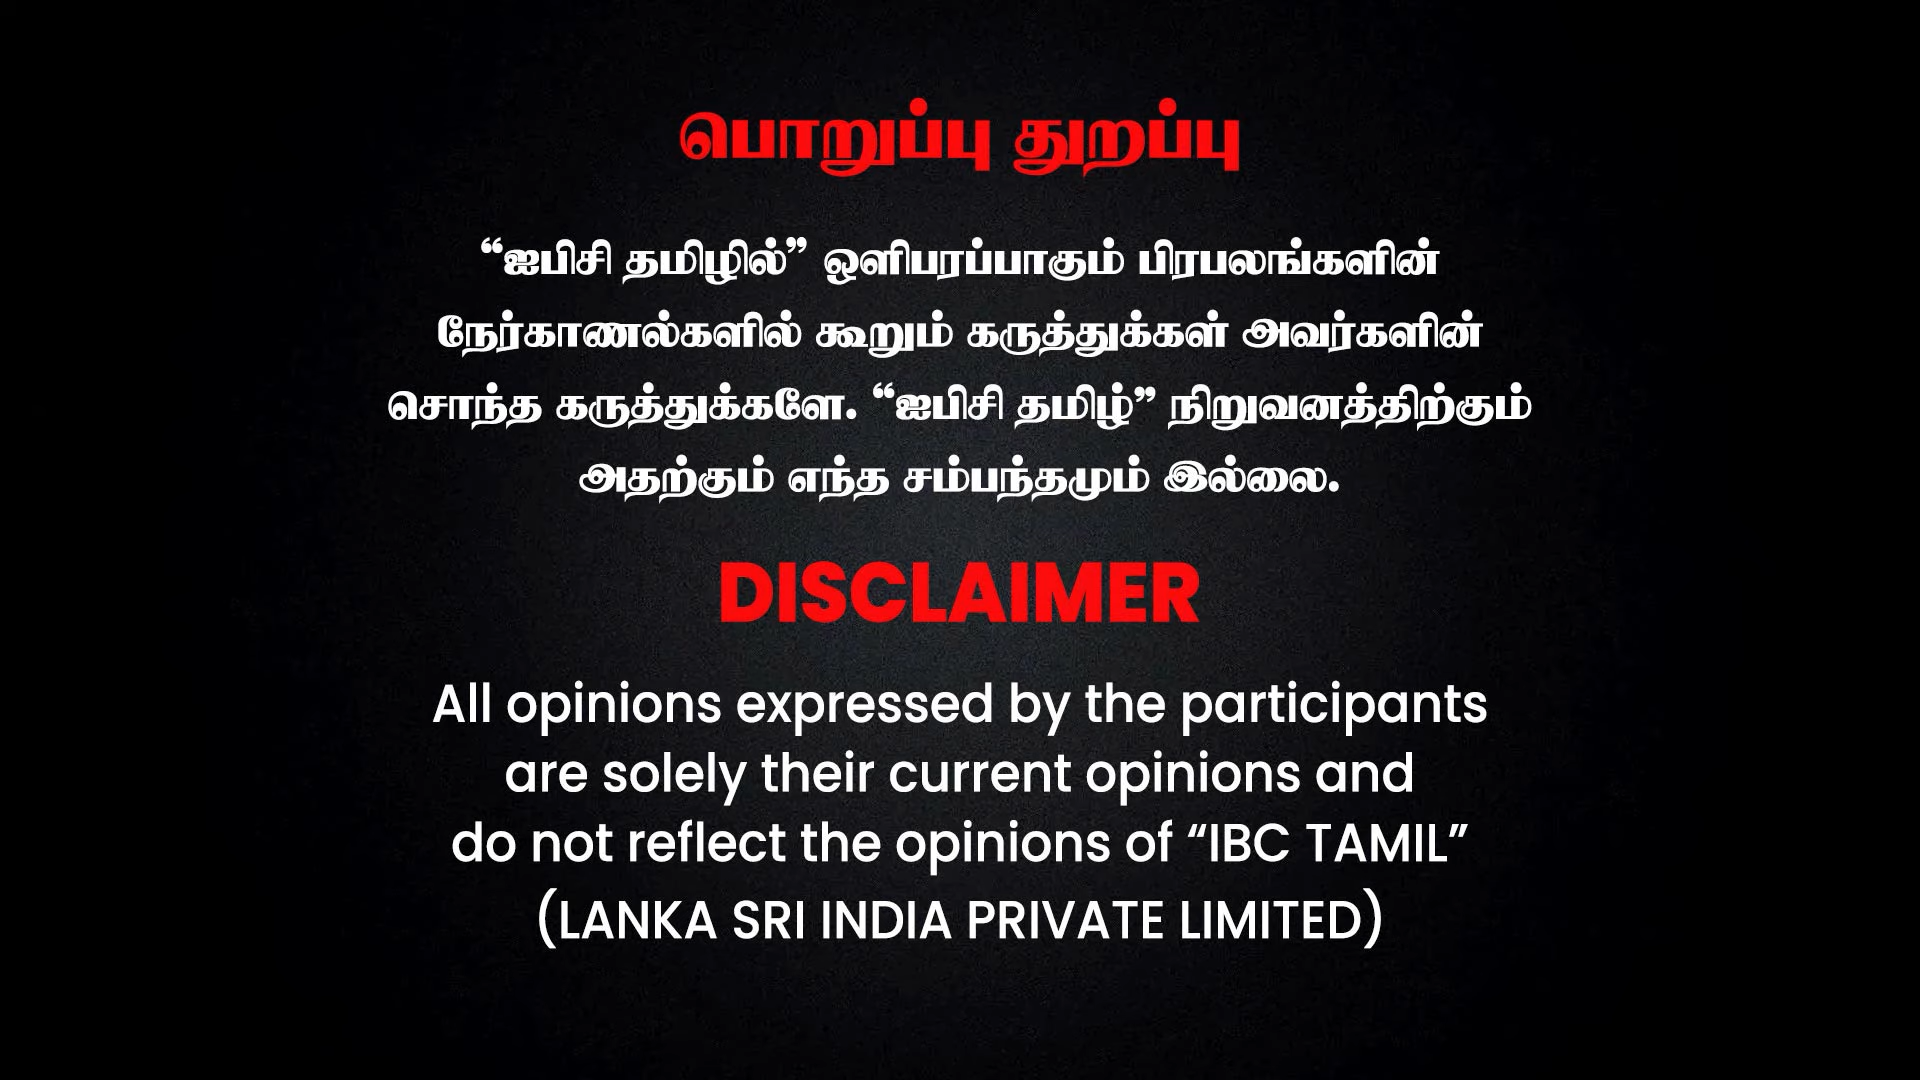 பொறுப்பு துறப்பு
“ஐபிசி தமிழில்” ஒளிபரப்பாகும் பிரபலங்களின்
நேர்காணல்களில் கூறும் கருத்துக்கள் அவர்களின்
சொந்த கருத்துக்களே. “ஐபிசி தமிழ்” நிறுவனத்திற்கும்
அதற்கும் எந்த சம்பந்தமும் இல்லை.
DISCLAIMER
All opinions expressed by the participants
are solely their current opinions and
do not reflect the opinions of “IBC TAMIL”
(LANKA SRI INDIA PRIVATE LIMITED)